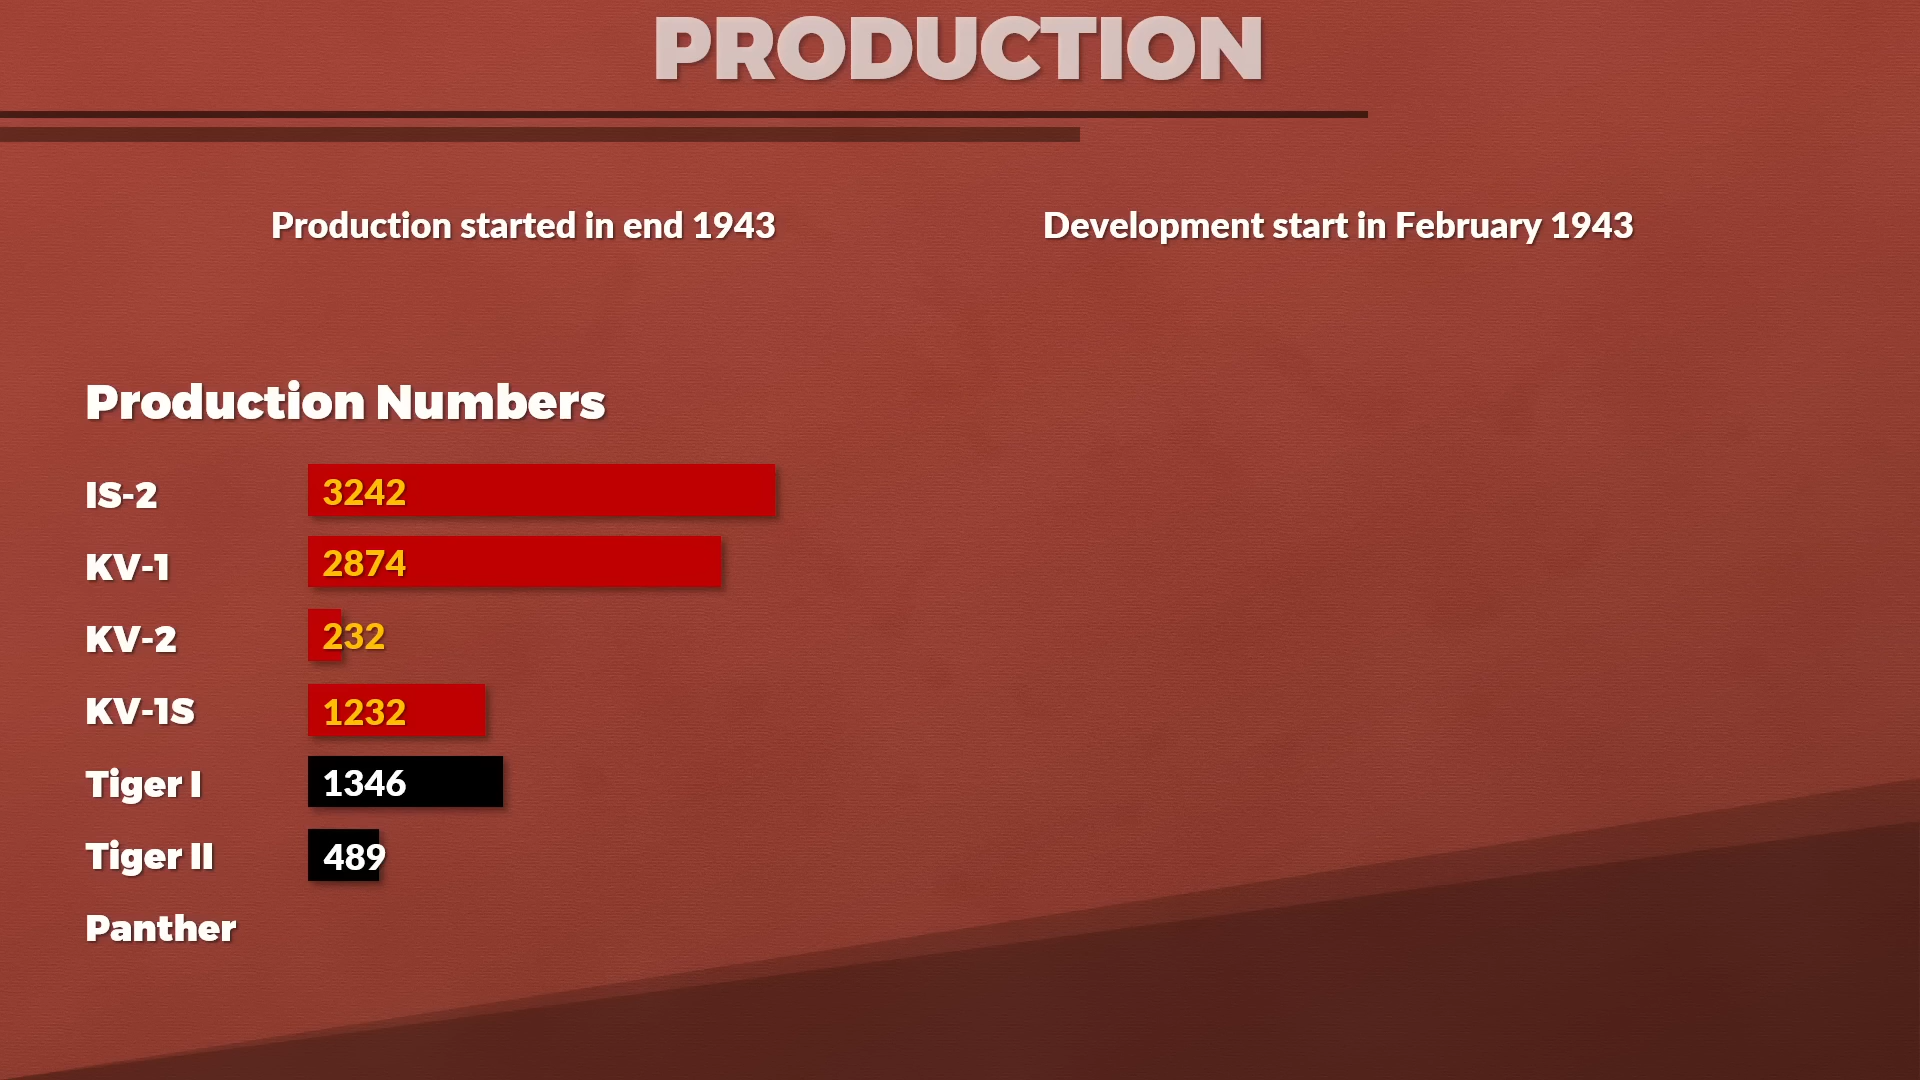 PRODUCTION
Production started in end 1943
Development start in February 1943
Production Numbers
IS-2 3242
KV-1 2874
KV-2 232
KV-1S 1232
Tiger I 1346
Tiger II 489
Panther